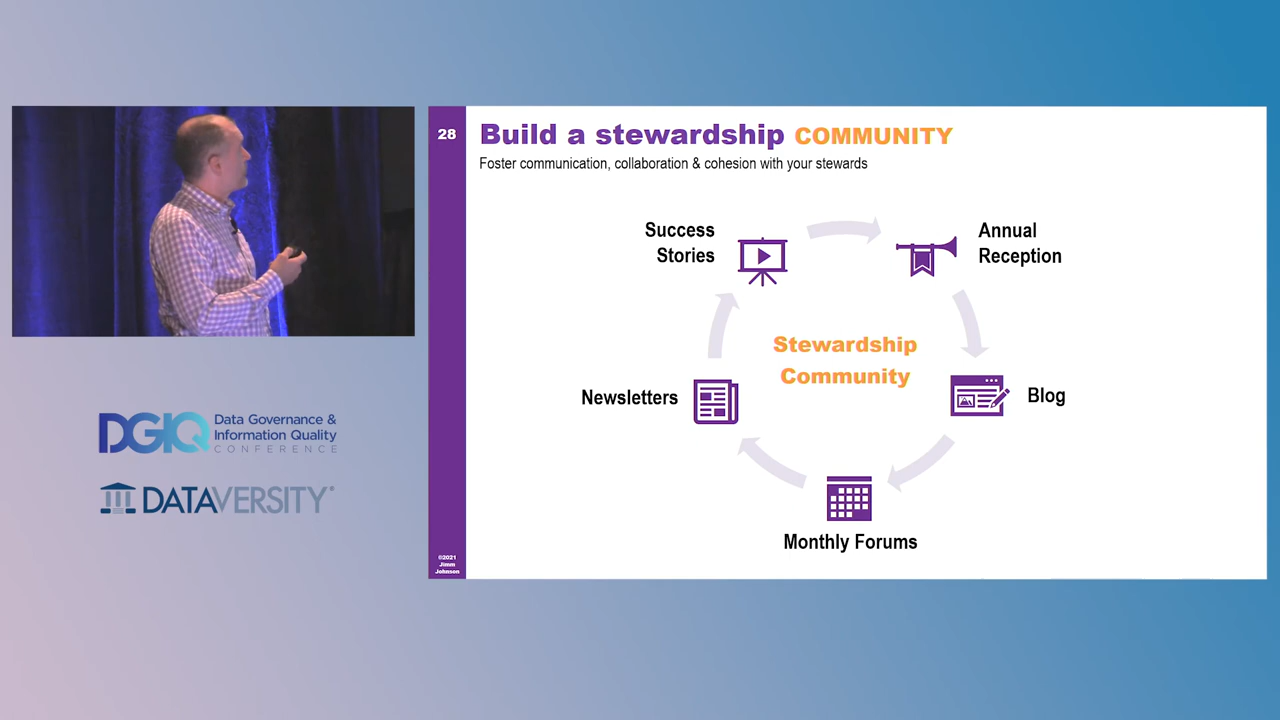 28
Build a stewardship COMMUNITY
Foster communication, collaboration & cohesion with your stewards
Success
Stories
Annual
Reception
Stewardship
Community
Newsletters
Blog
Monthly Forums
©2021
Jimm
Johnson
DGIQ
Data Governance &
Information Quality
CONFERENCE
DATAVERSITY